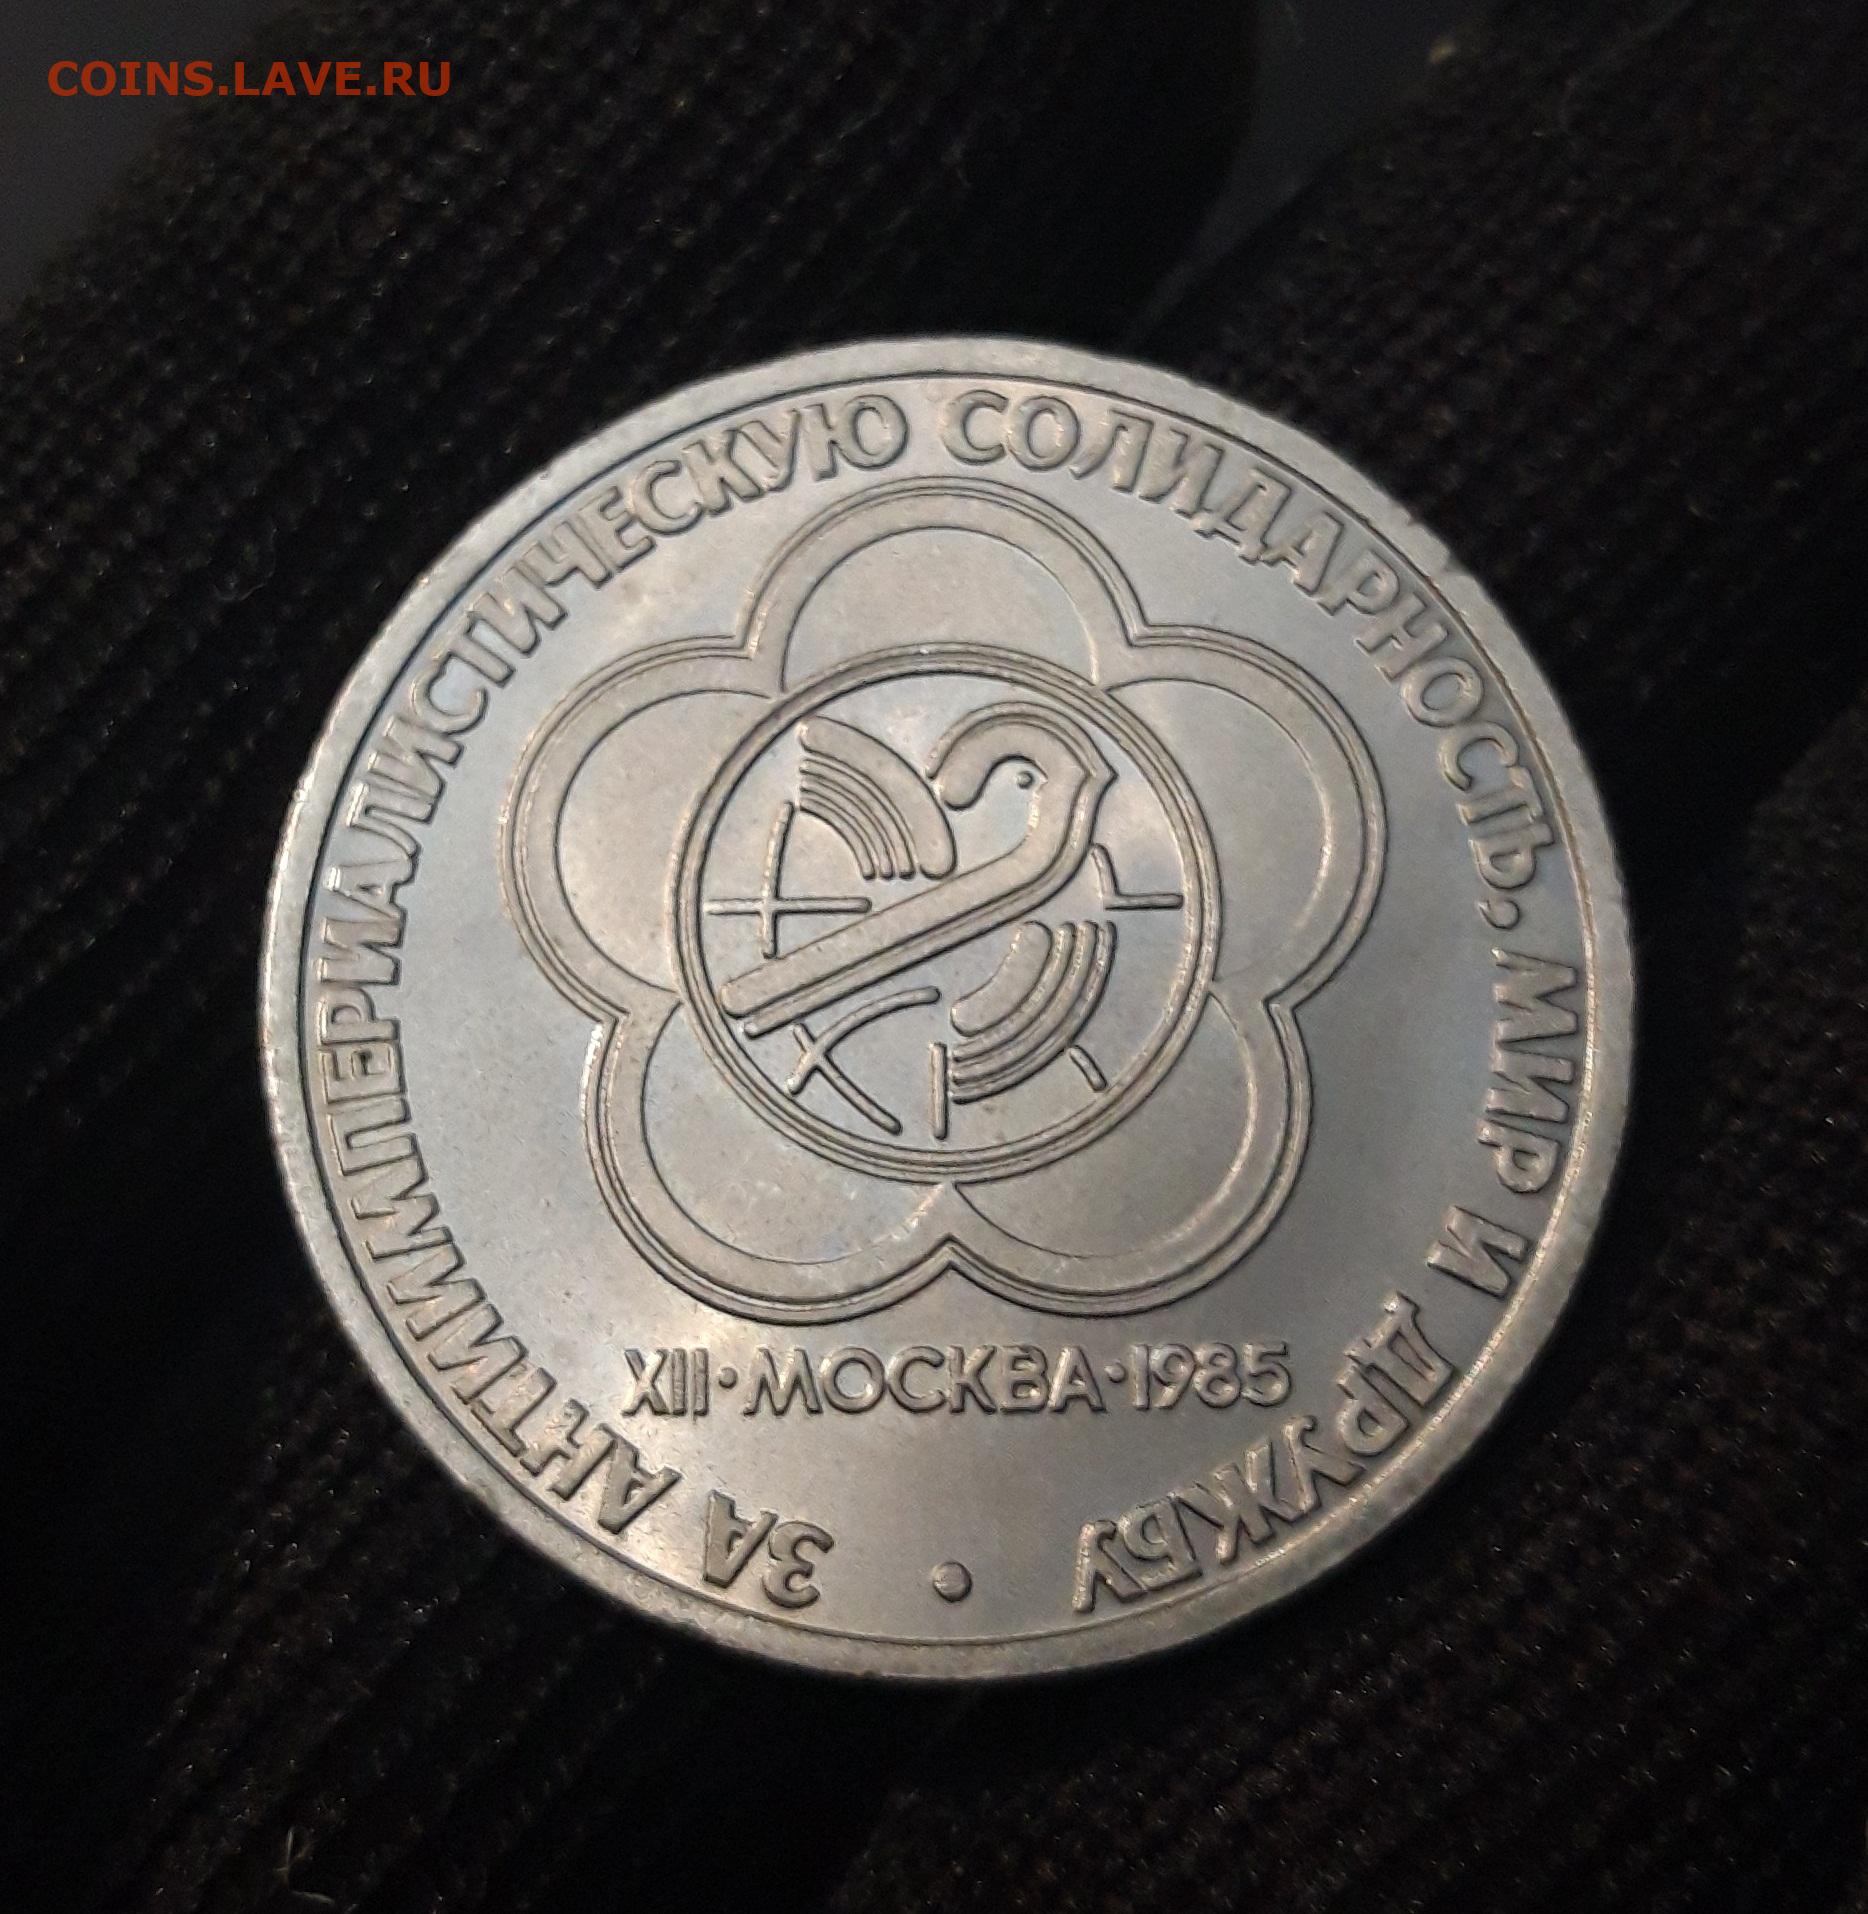 COINS.LAVE.RU
ЗА АНТИИМПЕРИАЛИСТИЧЕСКУЮ СОЛИДАРНОСТЬ, МИР И ДРУЖБУ •
XII•МОСКВА•1985